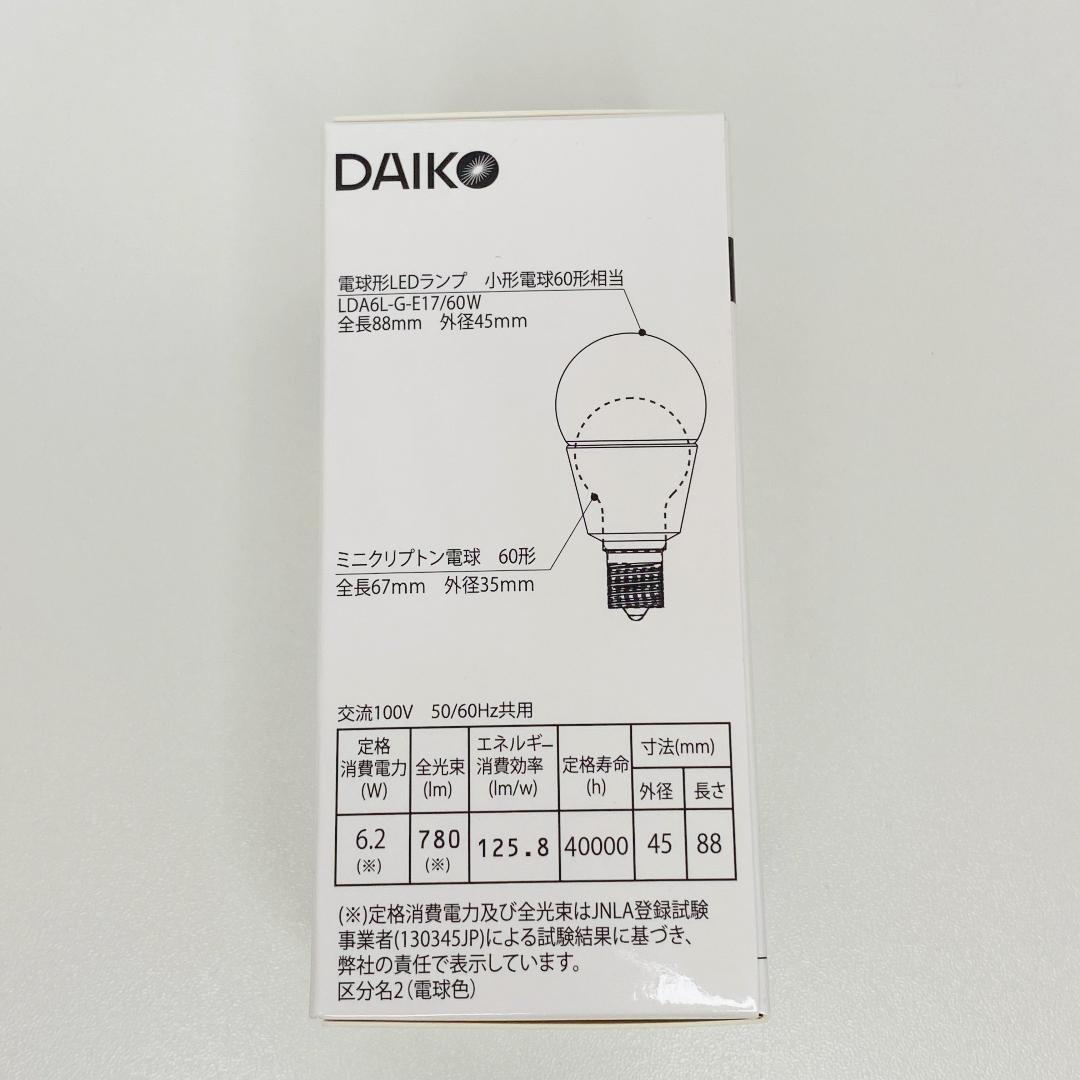 DAIKO
電球形LEDランプ 小形電球60形相当
LDA6L-G-E17/60W
全長88mm 外径45mm
ミニクリプトン電球 60形
全長67mm 外径35mm
交流100V 50/60Hz共用
定格消費電力(W) 全光束(lm) エネルギー消費効率(lm/w) 定格寿命(h) 寸法(mm)
外径 長さ
6.2(※) 780(※) 125.8 40000 45 88
(※)定格消費電力及び全光束はJNLA登録試験
事業者(130345JP)による試験結果に基づき、
弊社の責任で表示しています。
区分名2(電球色)